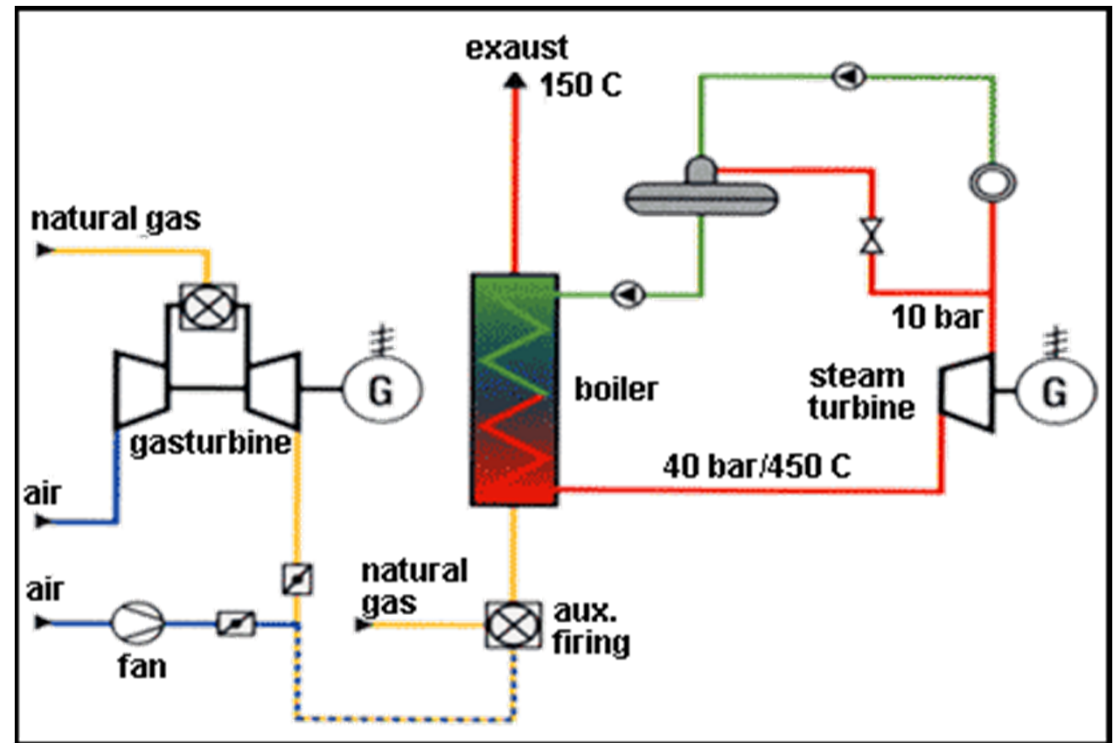 exaust
150 C
natural gas
G
gasturbine
air
air
fan
natural
gas
aux.
firing
boiler
10 bar
steam
turbine
G
40 bar/450 C